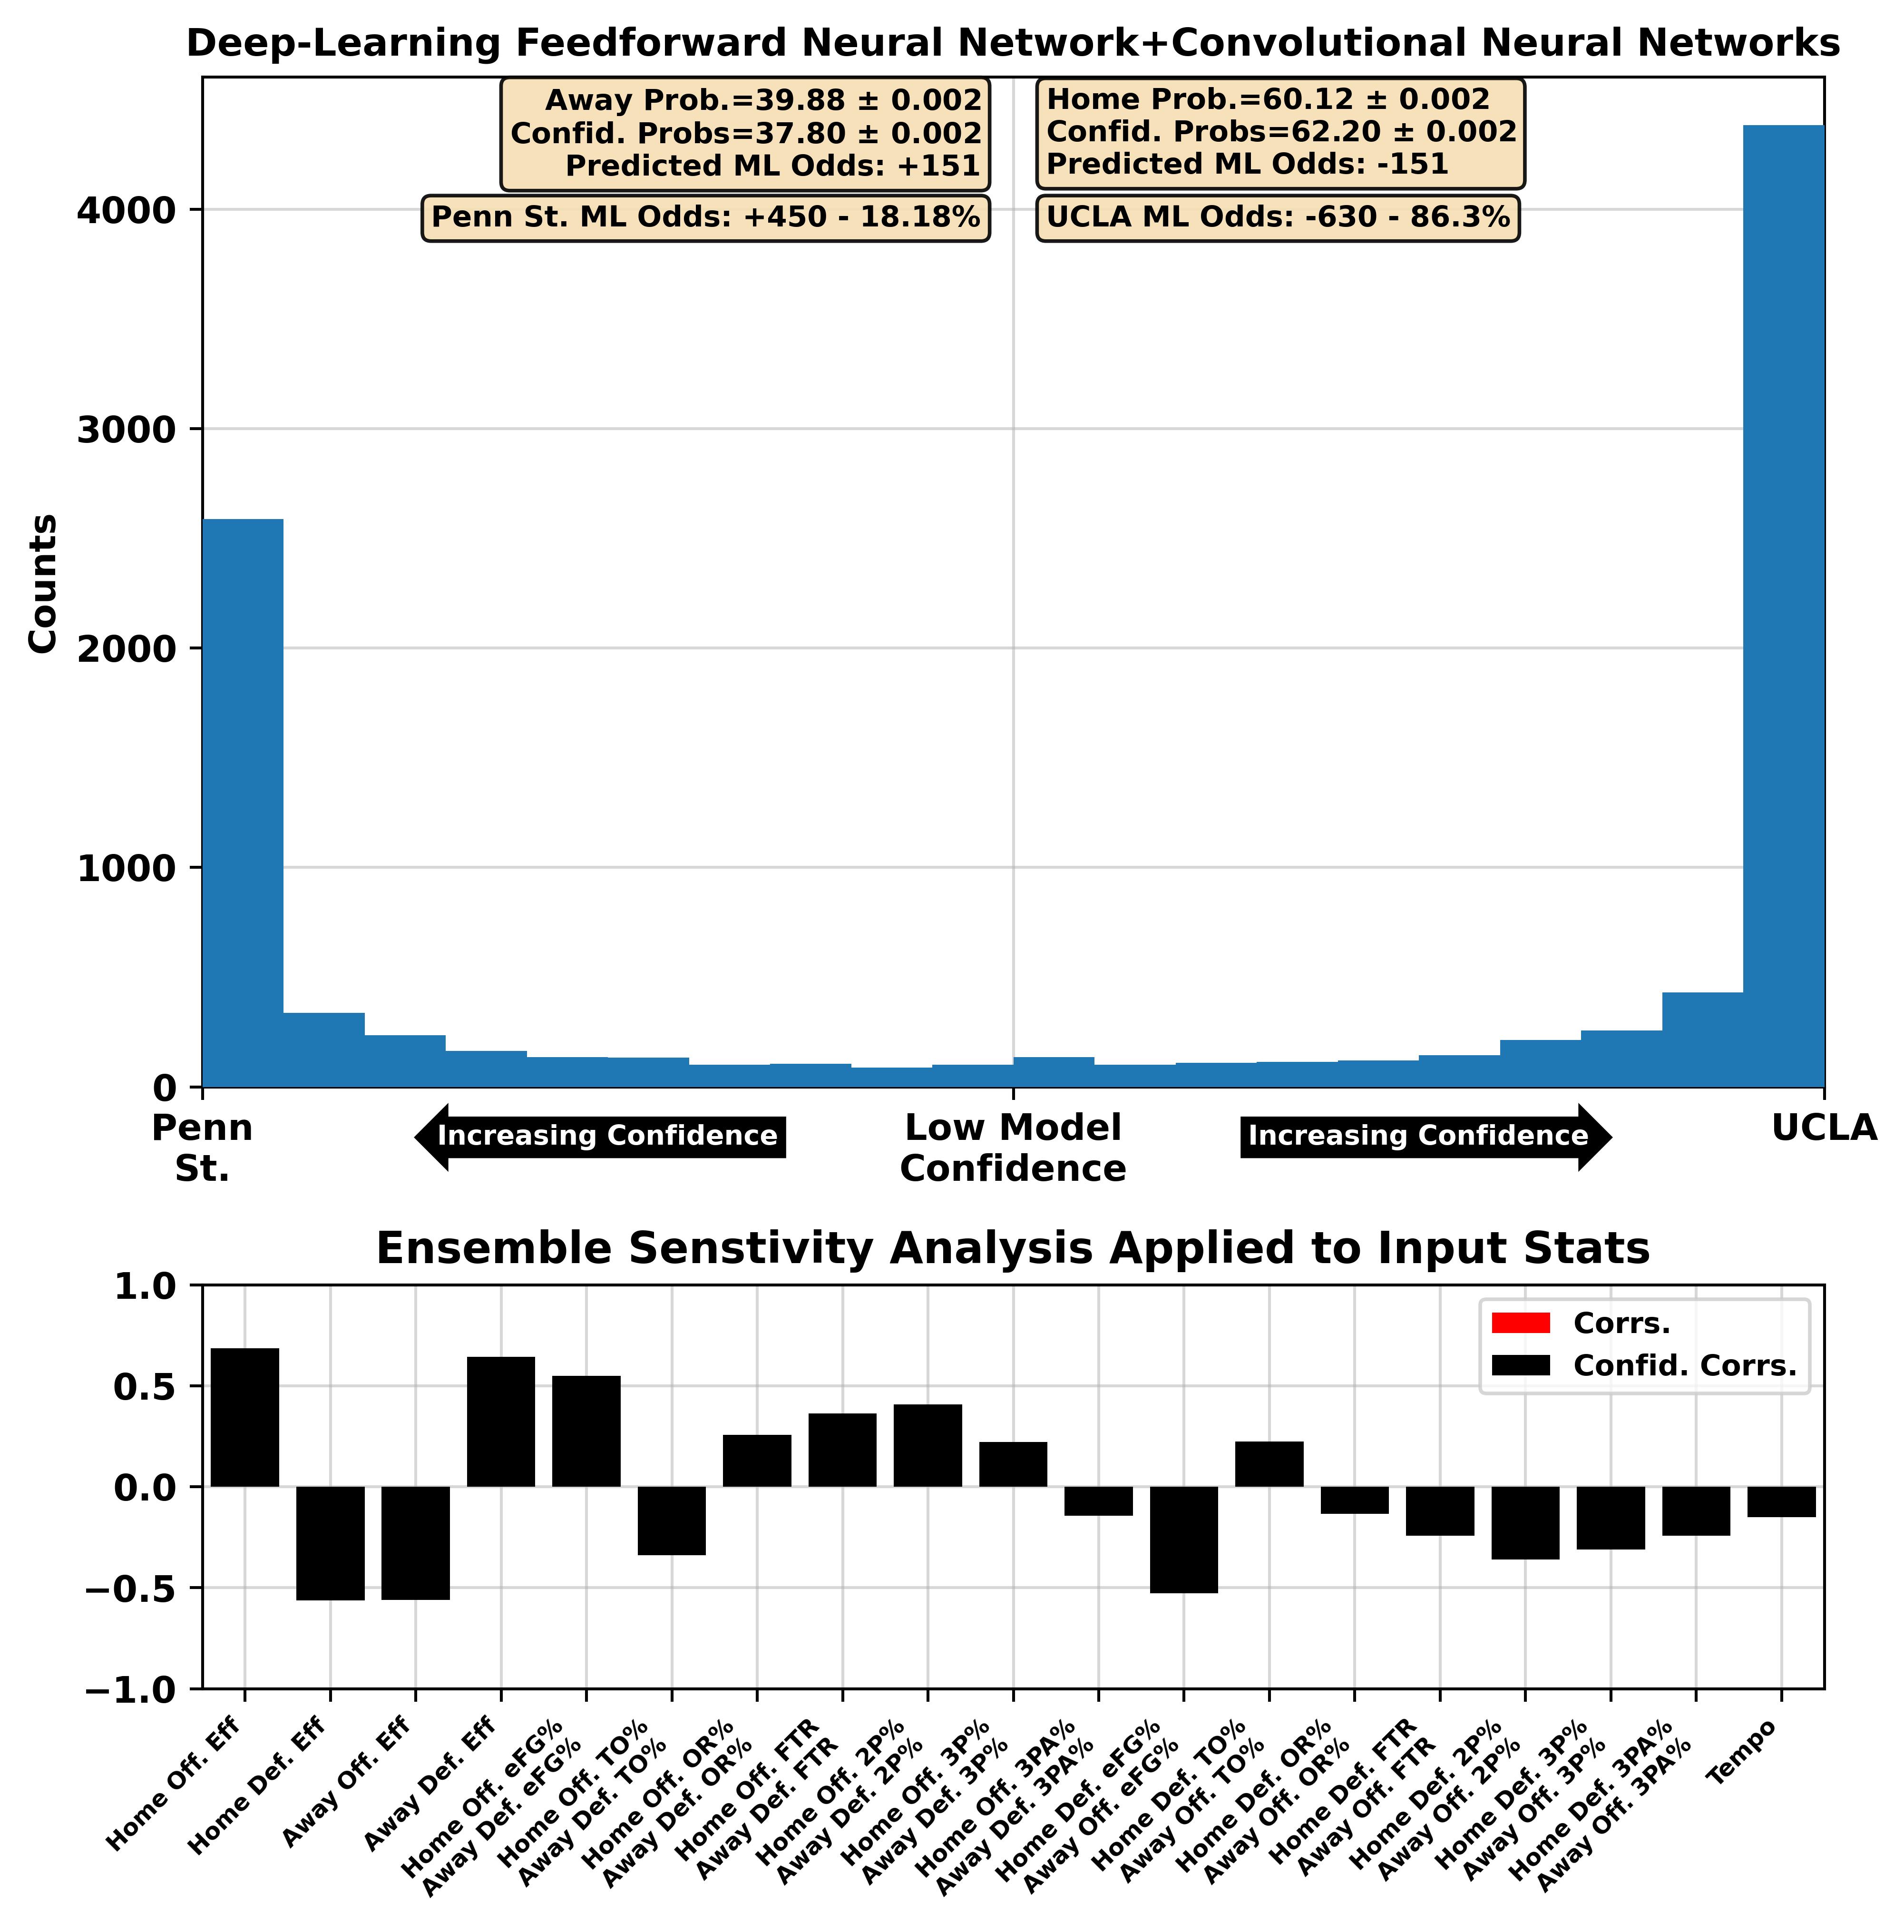 Deep-Learning Feedforward Neural Network+Convolutional Neural Networks
Away Prob.=39.88 ± 0.002
Confid. Probs=37.80 ± 0.002
Predicted ML Odds: +151
Penn St. ML Odds: +450 - 18.18%
Home Prob.=60.12 ± 0.002
Confid. Probs=62.20 ± 0.002
Predicted ML Odds: -151
UCLA ML Odds: -630 - 86.3%
Counts
4000
3000
2000
1000
0
Penn
St.
Increasing Confidence
Low Model
Confidence
Increasing Confidence
UCLA
Ensemble Senstivity Analysis Applied to Input Stats
1.0
0.5
0.0
−0.5
−1.0
Corrs.
Confid. Corrs.
Home Off. Eff
Home Def. Eff
Away Off. Eff
Away Def. Eff
Home Off. eFG%
Away Def. eFG%
Home Off. TO%
Away Def. TO%
Home Off. OR%
Away Def. OR%
Home Off. FTR
Away Def. FTR
Home Off. 2P%
Away Def. 2P%
Home Off. 3P%
Away Def. 3P%
Home Off. 3PA%
Away Def. 3PA%
Home Def. eFG%
Away Off. eFG%
Home Def. TO%
Away Off. TO%
Home Def. OR%
Away Off. OR%
Home Def. FTR
Away Off. FTR
Home Def. 2P%
Away Off. 2P%
Home Def. 3P%
Away Off. 3P%
Home Def. 3PA%
Away Off. 3PA%
Tempo